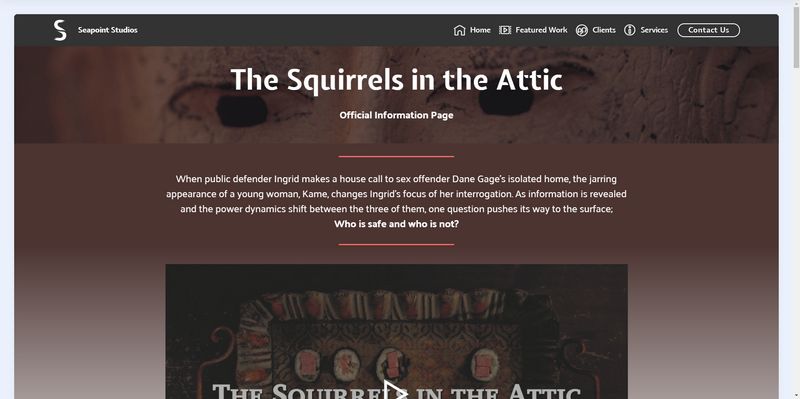 Seapoint Studios
Home
Featured Work
Clients
Services
Contact Us
The Squirrels in the Attic
Official Information Page
When public defender Ingrid makes a house call to sex offender Dane Gage's isolated home, the jarring
appearance of a young woman, Kame, changes Ingrid's focus of her interrogation. As information is revealed
and the power dynamics shift between the three of them, one question pushes its way to the surface;
Who is safe and who is not?
The Squirrels in the Attic